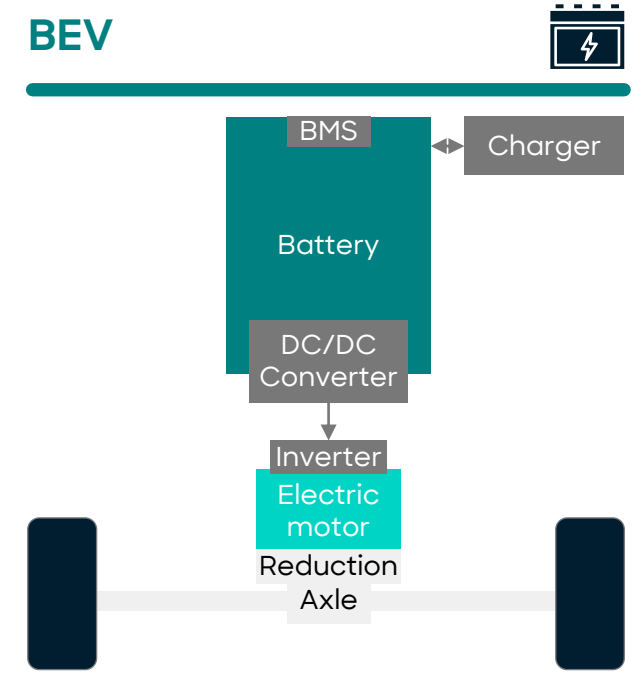 BEV
BMS
Charger
Battery
DC/DC
Converter
Inverter
Electric
motor
Reduction
Axle